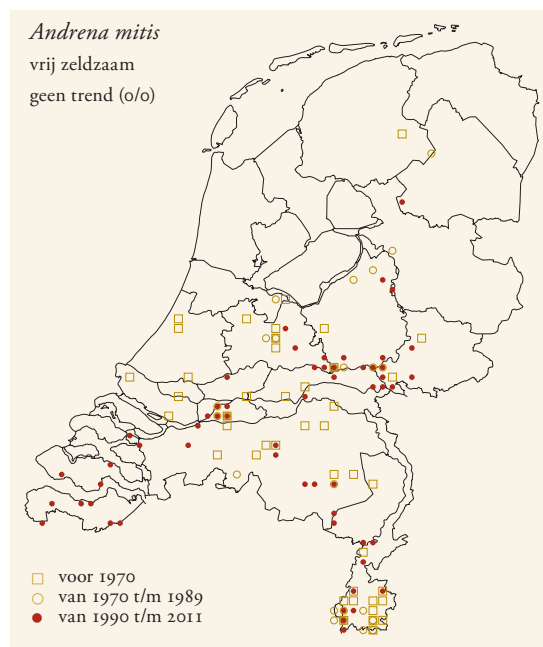 Andrena mitis
vrij zeldzaam
geen trend (0/0)
voor 1970
van 1970 t/m 1989
van 1990 t/m 2011